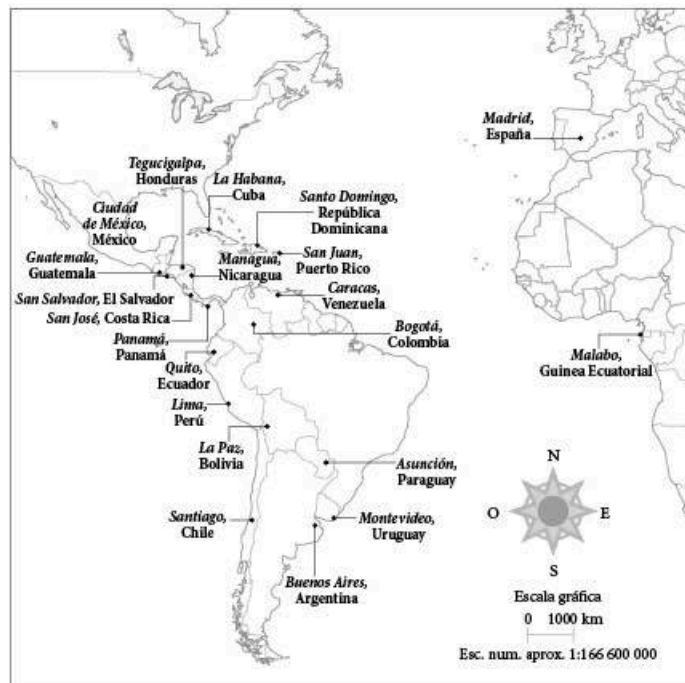 Madrid,
España
Tegucigalpa,
Honduras
La Habana,
Cuba
Santo Domingo,
República
Dominicana
Ciudad
de México,
México
Guatemala,
Guatemala
Managua,
Nicaragua
San Juan,
Puerto Rico
San Salvador, El Salvador
Caracas,
Venezuela
San José, Costa Rica
Panamá,
Panamá
Bogotá,
Colombia
Malabo,
Guinea Ecuatorial
Quito,
Ecuador
Lima,
Perú
La Paz,
Bolivia
Asunción,
Paraguay
Santiago,
Chile
Montevideo,
Uruguay
Buenos Aires,
Argentina
N
O E
S
Escala gráfica
0 1000 km
Esc. num. aprox. 1:166 600 000